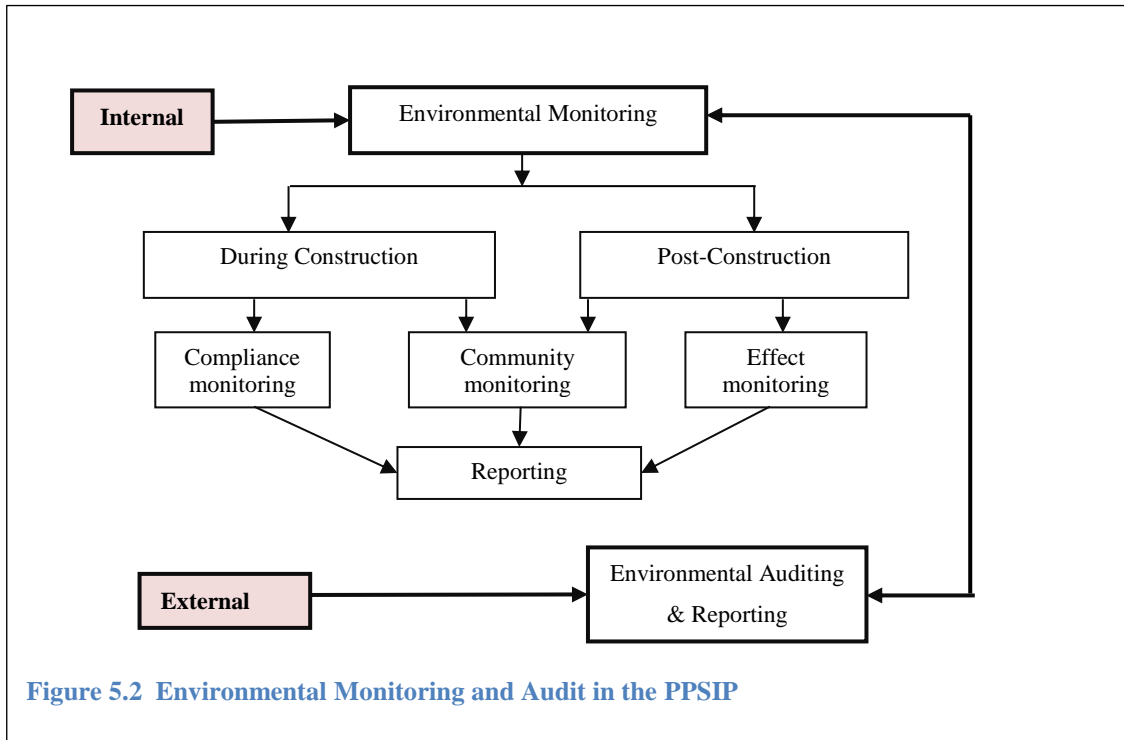 Internal
Environmental Monitoring
During Construction
Post-Construction
Compliance
monitoring
Community
monitoring
Effect
monitoring
Reporting
External
Environmental Auditing
& Reporting
Figure 5.2 Environmental Monitoring and Audit in the PPSIP